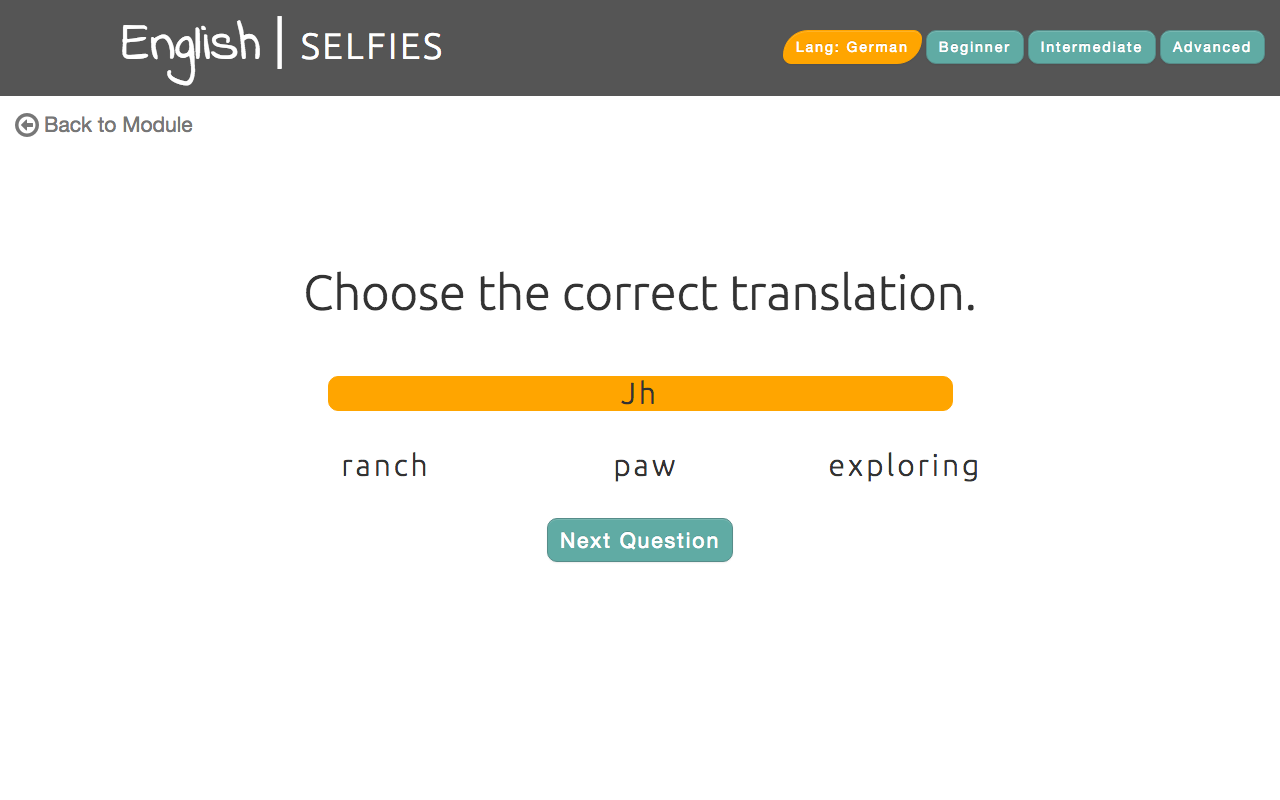 English | SELFIES
Lang: German Beginner Intermediate Advanced
Back to Module
Choose the correct translation.
Jh
ranch paw exploring
Next Question